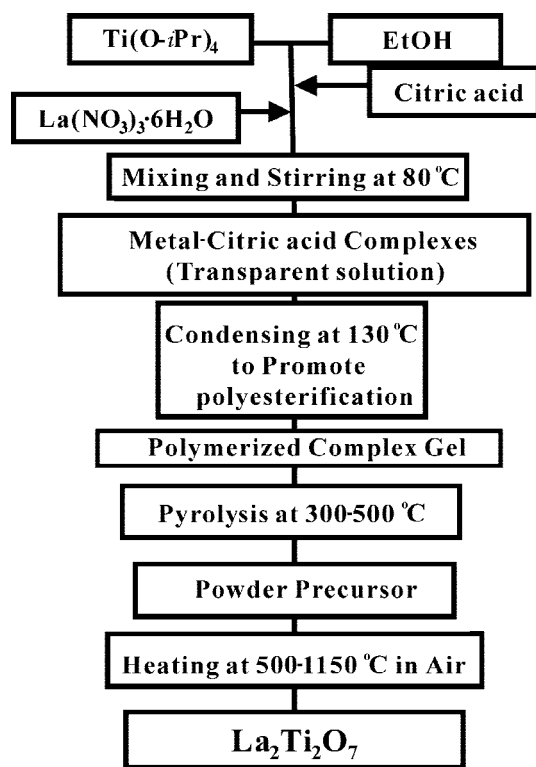 Ti(O-iPr)₄
EtOH
Citric acid
La(NO₃)₃·6H₂O
Mixing and Stirring at 80 °C
Metal-Citric acid Complexes
(Transparent solution)
Condensing at 130 °C
to Promote
polyesterification
Polymerized Complex Gel
Pyrolysis at 300-500 °C
Powder Precursor
Heating at 500-1150 °C in Air
La₂Ti₂O₇